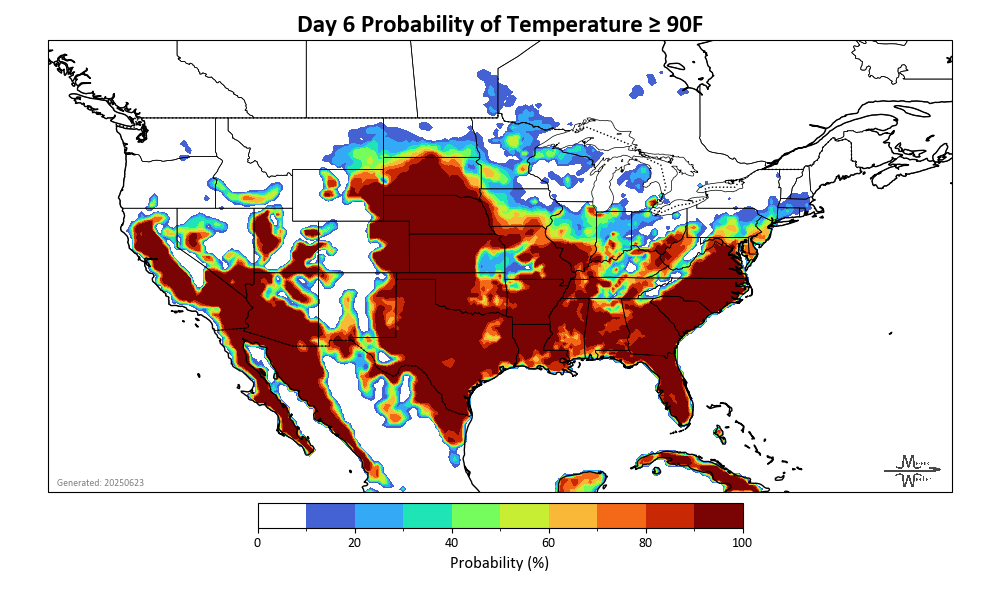 Day 6 Probability of Temperature ≥ 90F
Generated: 20250623
0 20 40 60 80 100
Probability (%)